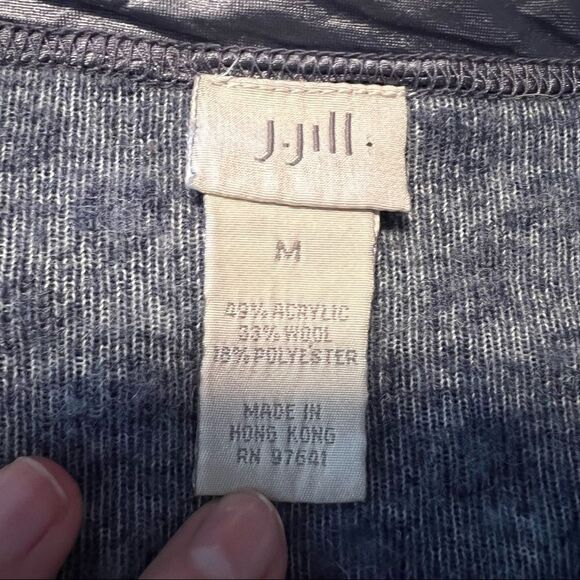 J.Jill.
M
49% ACRYLIC
33% WOOL
18% POLYESTER
MADE IN
HONG KONG
RN 97641